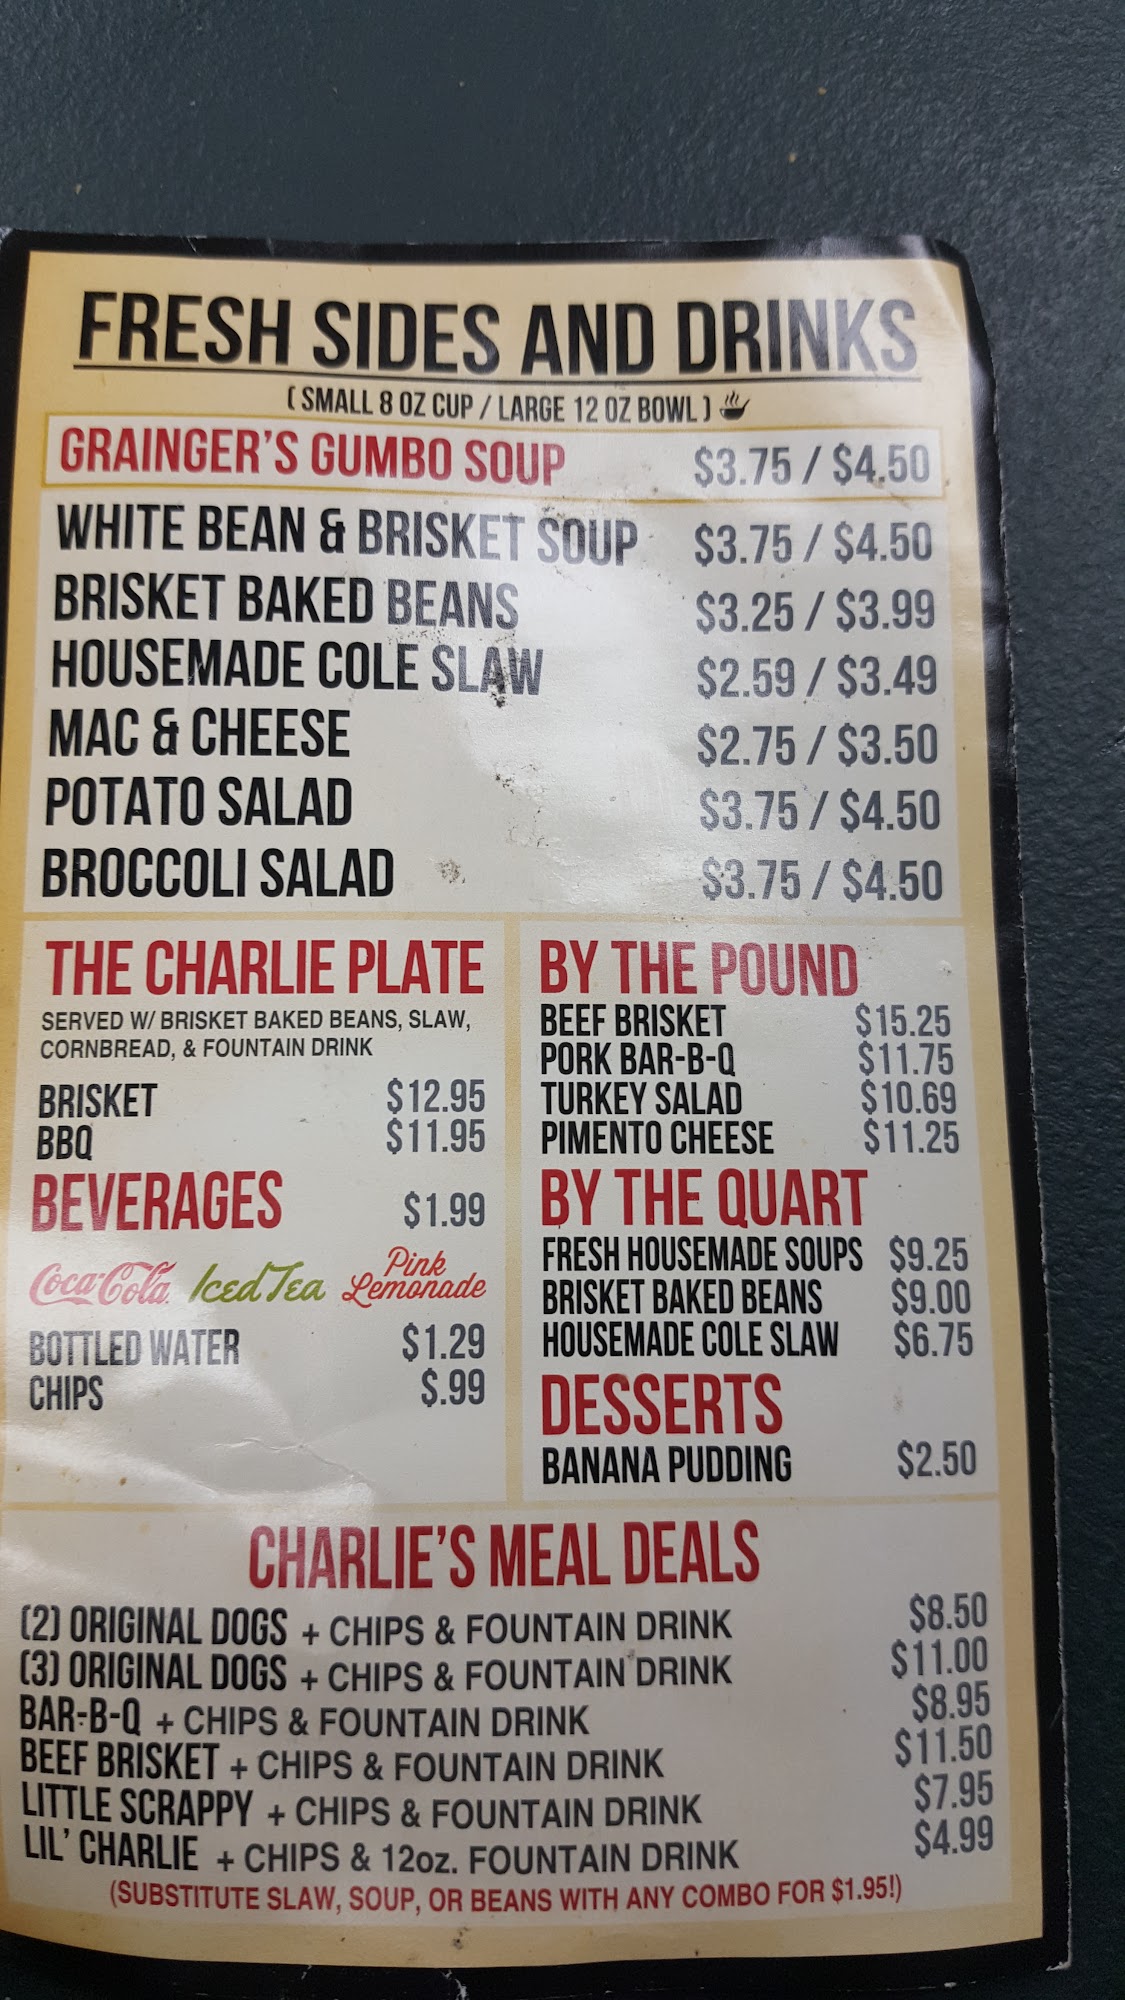 FRESH SIDES AND DRINKS
( SMALL 8 OZ CUP / LARGE 12 OZ BOWL )
GRAINGER'S GUMBO SOUP $3.75 / $4.50
WHITE BEAN & BRISKET SOUP $3.75 / $4.50
BRISKET BAKED BEANS $3.25 / $3.99
HOUSEMADE COLE SLAW $2.59 / $3.49
MAC & CHEESE $2.75 / $3.50
POTATO SALAD $3.75 / $4.50
BROCCOLI SALAD $3.75 / $4.50
THE CHARLIE PLATE
SERVED W/ BRISKET BAKED BEANS, SLAW,
CORNBREAD, & FOUNTAIN DRINK
BRISKET $12.95
BBQ $11.95
BEVERAGES $1.99
Coca-Cola Iced Tea Pink Lemonade
BOTTLED WATER $1.29
CHIPS $.99
BY THE POUND
BEEF BRISKET $15.25
PORK BAR-B-Q $11.75
TURKEY SALAD $10.69
PIMENTO CHEESE $11.25
BY THE QUART
FRESH HOUSEMADE SOUPS $9.25
BRISKET BAKED BEANS $9.00
HOUSEMADE COLE SLAW $6.75
DESSERTS
BANANA PUDDING $2.50
CHARLIE'S MEAL DEALS
(2) ORIGINAL DOGS + CHIPS & FOUNTAIN DRINK $8.50
(3) ORIGINAL DOGS + CHIPS & FOUNTAIN DRINK $11.00
BAR-B-Q + CHIPS & FOUNTAIN DRINK $8.95
BEEF BRISKET + CHIPS & FOUNTAIN DRINK $11.50
LITTLE SCRAPPY + CHIPS & FOUNTAIN DRINK $7.95
LIL' CHARLIE + CHIPS & 12oz. FOUNTAIN DRINK $4.99
(SUBSTITUTE SLAW, SOUP, OR BEANS WITH ANY COMBO FOR $1.95!)